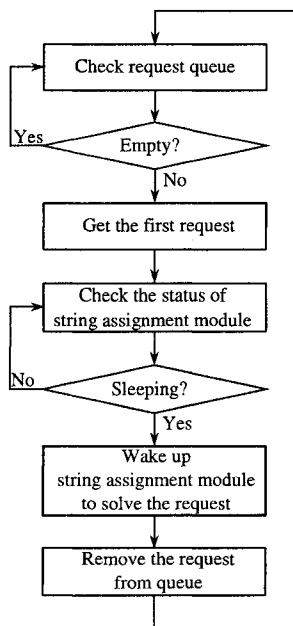 Check request queue
Yes
Empty?
No
Get the first request
Check the status of
string assignment module
No
Sleeping?
Yes
Wake up
string assignment module
to solve the request
Remove the request
from queue